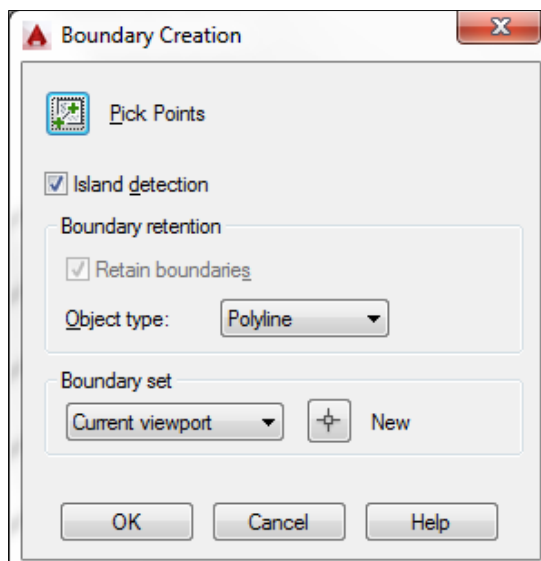 Boundary Creation
Pick Points
Island detection
Boundary retention
Retain boundaries
Object type: Polyline
Boundary set
Current viewport New
OK Cancel Help